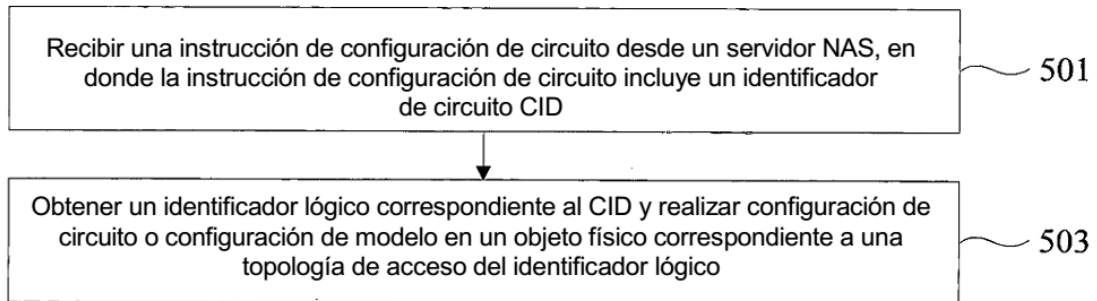 Recibir una instrucción de configuración de circuito desde un servidor NAS, en
donde la instrucción de configuración de circuito incluye un identificador
de circuito CID
501
Obtener un identificador lógico correspondiente al CID y realizar configuración de
circuito o configuración de modelo en un objeto físico correspondiente a una
topología de acceso del identificador lógico
503